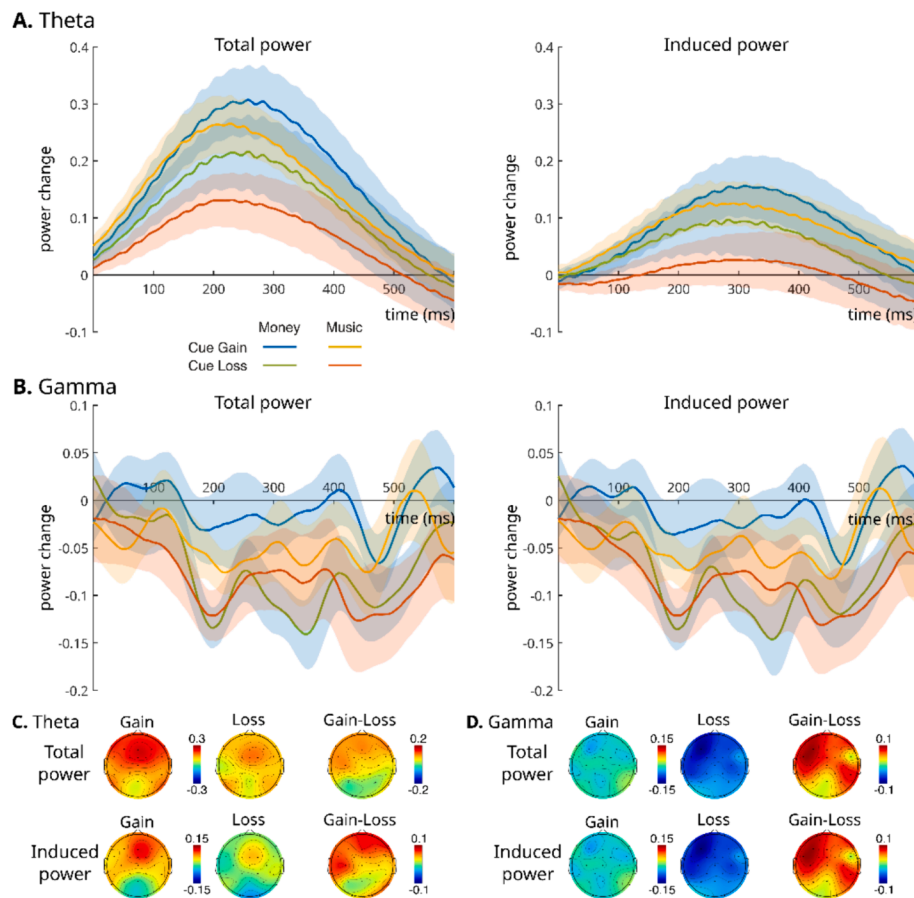 A. Theta
Total power
Induced power
0.4
0.3
0.2
0.1
0
-0.1
power change
100
200
300
400
500
time (ms)
0.4
0.3
0.2
0.1
0
-0.1
power change
100
200
300
400
500
time (ms)
Money Music
Cue Gain
Cue Loss
B. Gamma
Total power
Induced power
0.1
0.05
0
-0.05
-0.1
-0.15
-0.2
power change
100
200
300
400
500
time (ms)
0.1
0.05
0
-0.05
-0.1
-0.15
-0.2
power change
100
200
300
400
500
time (ms)
C. Theta
Gain
Loss
Gain-Loss
Total
power
0.3
-0.3
0.2
-0.2
Gain
Loss
Gain-Loss
Induced
power
0.15
-0.15
0.1
-0.1
D. Gamma
Gain
Loss
Gain-Loss
Total
power
0.15
-0.15
0.1
-0.1
Gain
Loss
Gain-Loss
Induced
power
0.15
-0.15
0.1
-0.1